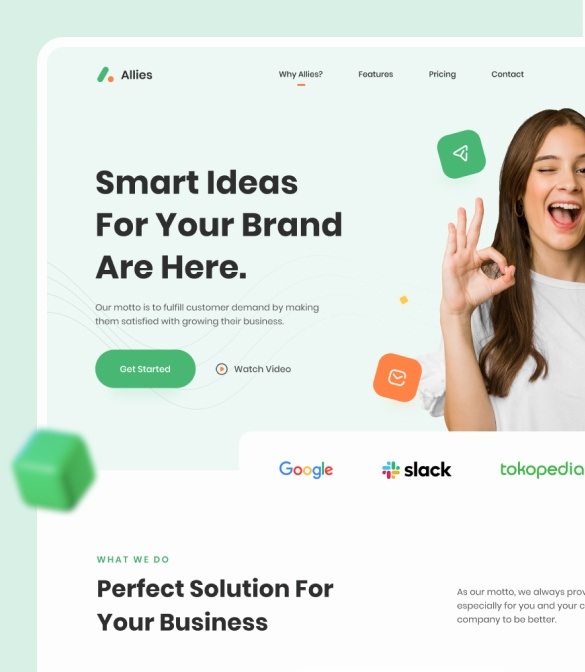 Allies
Why Allies?
Features
Pricing
Contact
Smart Ideas
For Your Brand
Are Here.
Our motto is to fulfill customer demand by making
them satisfied with growing their business.
Get Started
Watch Video
Google
slack
tokopedia
WHAT WE DO
Perfect Solution For
Your Business
As our motto, we always
especially for you and your
company to be better.